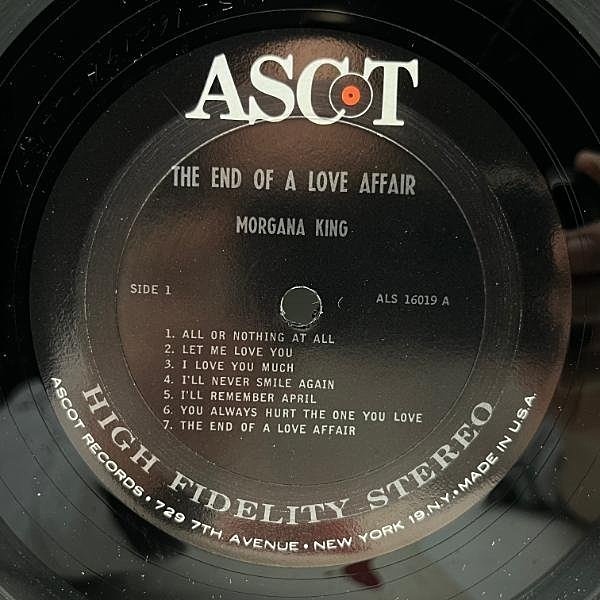 ASCOT
THE END OF A LOVE AFFAIR
MORGANA KING
SIDE 1
ALS 16019 A
1. ALL OR NOTHING AT ALL
2. LET ME LOVE YOU
3. I LOVE YOU MUCH
4. I'LL NEVER SMILE AGAIN
5. I'LL REMEMBER APRIL
6. YOU ALWAYS HURT THE ONE YOU LOVE
7. THE END OF A LOVE AFFAIR
HIGH FIDELITY STEREO
ASCOT RECORDS • 729 7TH AVENUE • NEW YORK 19 N.Y. • MADE IN U.S.A.